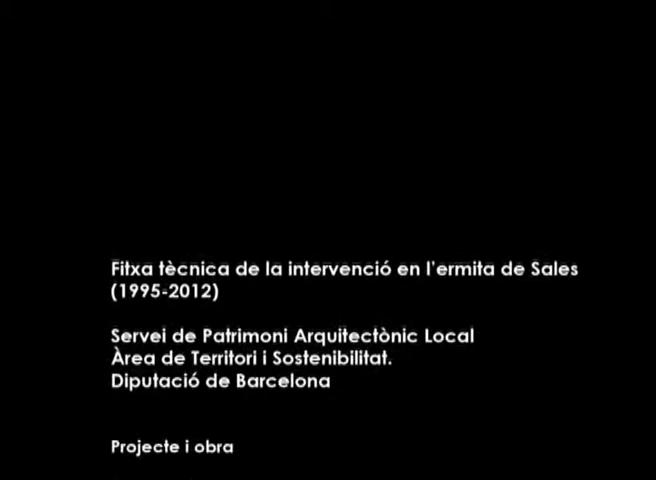 Fitxa tècnica de la intervenció en l'ermita de Sales
(1995-2012)
Servei de Patrimoni Arquitectònic Local
Àrea de Territori i Sostenibilitat.
Diputació de Barcelona
Projecte i obra